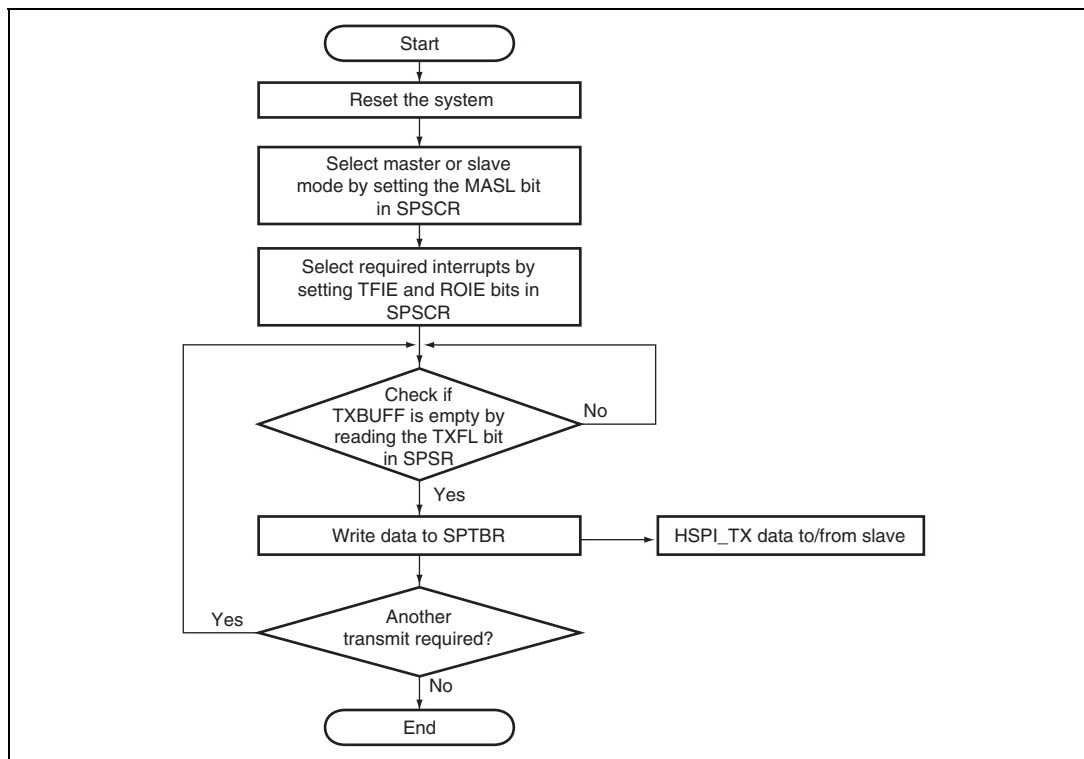 Start
Reset the system
Select master or slave
mode by setting the MASL bit
in SPSCR
Select required interrupts by
setting TFIE and ROIE bits in
SPSCR
Check if
TXBUFF is empty by
reading the TXFL bit
in SPSR
No
Yes
Write data to SPTBR
HSPI_TX data to/from slave
Yes
Another
transmit required?
No
End